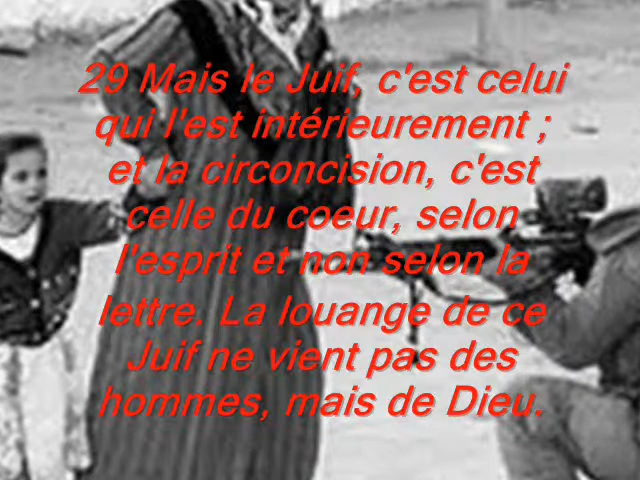 29 Mais le Juif, c'est celui
qui l'est intérieurement ;
et la circoncision, c'est
celle du coeur, selon
l'esprit et non selon la
lettre. La louange de ce
Juif ne vient pas des
hommes, mais de Dieu.